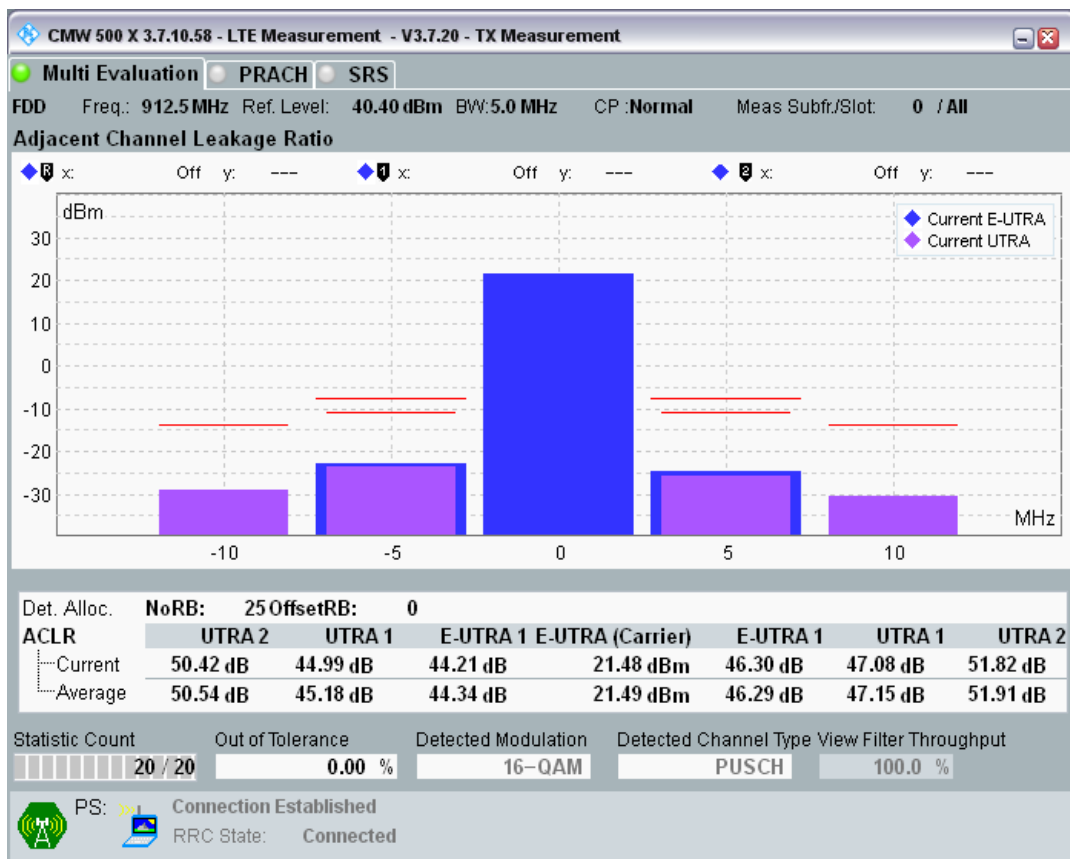 CMW 500 X 3.7.10.58 - LTE Measurement - V3.7.20 - TX Measurement
Multi Evaluation PRACH SRS
FDD Freq.: 912.5 MHz Ref. Level: 40.40 dBm BW:5.0 MHz CP :Normal Meas Subfr./Slot: 0 / All
Adjacent Channel Leakage Ratio
R x: Off y: --- 1 x: Off y: --- 2 x: Off y: ---
dBm
Current E-UTRA
Current UTRA
30
20
10
0
-10
-20
-30
MHz
-10 -5 0 5 10
Det. Alloc. NoRB: 25 OffsetRB: 0
ACLR UTRA 2 UTRA 1 E-UTRA 1 E-UTRA (Carrier) E-UTRA 1 UTRA 1 UTRA 2
Current 50.42 dB 44.99 dB 44.21 dB 21.48 dBm 46.30 dB 47.08 dB 51.82 dB
Average 50.54 dB 45.18 dB 44.34 dB 21.49 dBm 46.29 dB 47.15 dB 51.91 dB
Statistic Count Out of Tolerance Detected Modulation Detected Channel Type View Filter Throughput
20 / 20 0.00 % 16-QAM PUSCH 100.0 %
PS: Connection Established
RRC State: Connected